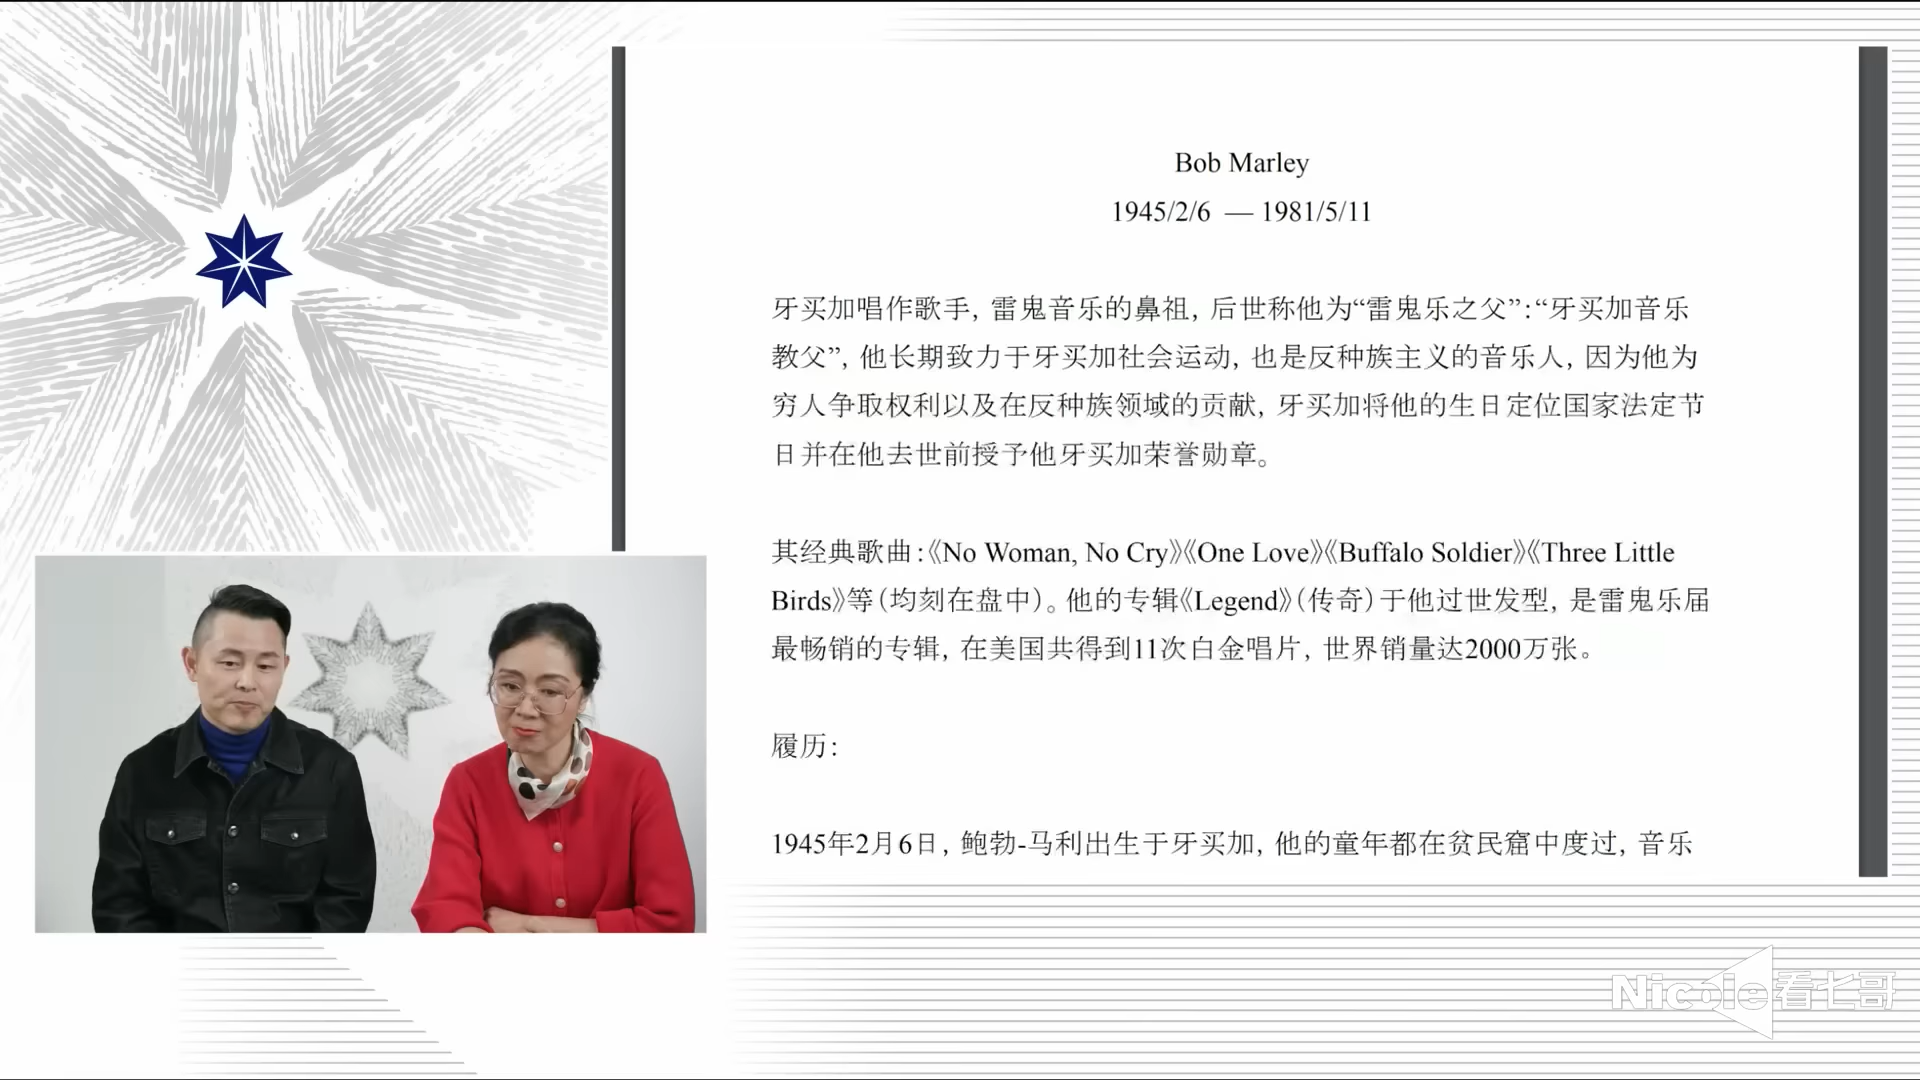 Bob Marley
1945/2/6 — 1981/5/11
牙买加唱作歌手, 雷鬼音乐的鼻祖, 后世称他为“雷鬼乐之父”:“牙买加音乐
教父”, 他长期致力于牙买加社会运动, 也是反种族主义的音乐人, 因为他为
穷人争取权利以及在反种族领域的贡献, 牙买加将他的生日定位国家法定节
日并在他去世前授予他牙买加荣誉勋章。
其经典歌曲:《No Woman, No Cry》《One Love》《Buffalo Soldier》《Three Little
Birds》等(均刻在盘中)。他的专辑《Legend》(传奇)于他过世发型, 是雷鬼乐届
最畅销的专辑, 在美国共得到11次白金唱片, 世界销量达2000万张。
履历:
1945年2月6日, 鲍勃-马利出生于牙买加, 他的童年都在贫民窟中度过, 音乐
Nicole看七哥